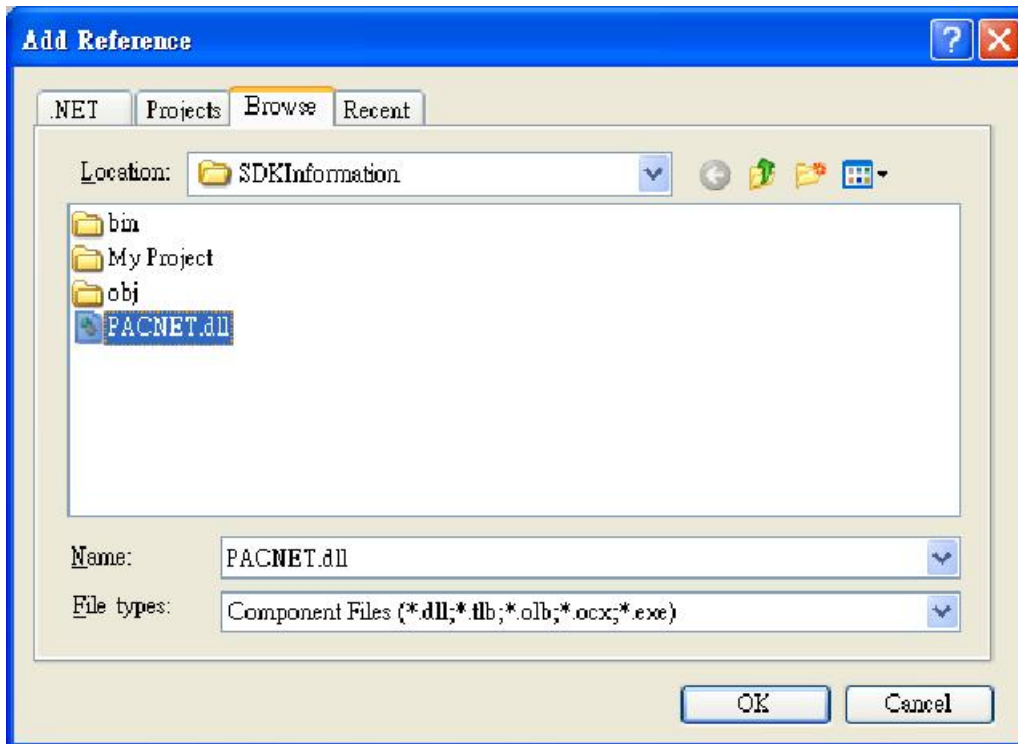 Add Reference
.NET Projects Browse Recent
Location: SDKInformation
bin
My Project
obj
PACNET.dll
Name: PACNET.dll
File types: Component Files (*.dll;*.tlb;*.olb;*.ocx;*.exe)
OK Cancel